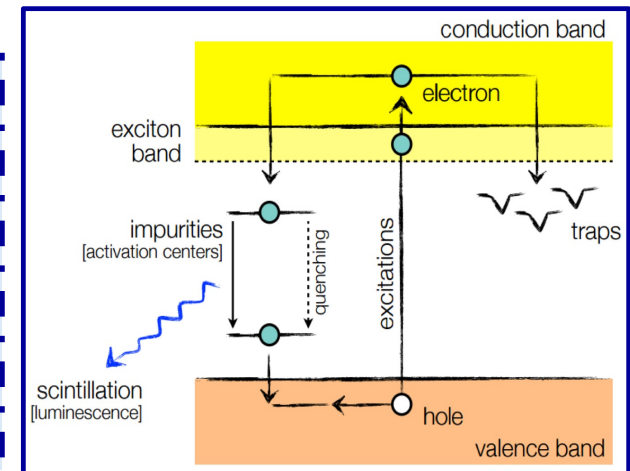 conduction band
electron
exciton
band
impurities
[activation centers]
quenching
excitations
traps
scintillation
[luminescence]
hole
valence band